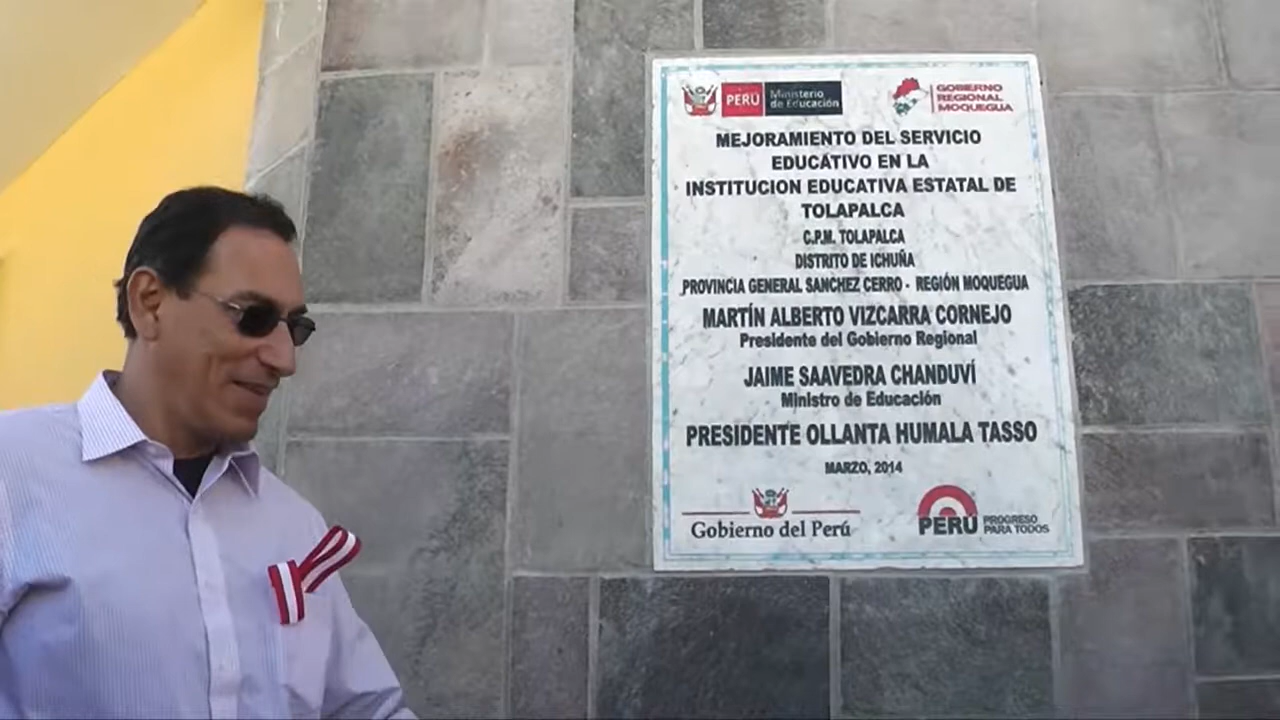 PERÚ Ministerio de Educación
GOBIERNO REGIONAL MOQUEGUA
MEJORAMIENTO DEL SERVICIO
EDUCATIVO EN LA
INSTITUCION EDUCATIVA ESTATAL DE
TOLAPALCA
C.P.M. TOLAPALCA
DISTRITO DE ICHUÑA
PROVINCIA GENERAL SANCHEZ CERRO - REGIÓN MOQUEGUA
MARTÍN ALBERTO VIZCARRA CORNEJO
Presidente del Gobierno Regional
JAIME SAAVEDRA CHANDUVÍ
Ministro de Educación
PRESIDENTE OLLANTA HUMALA TASSO
MARZO, 2014
Gobierno del Perú
PERÚ PROGRESO PARA TODOS